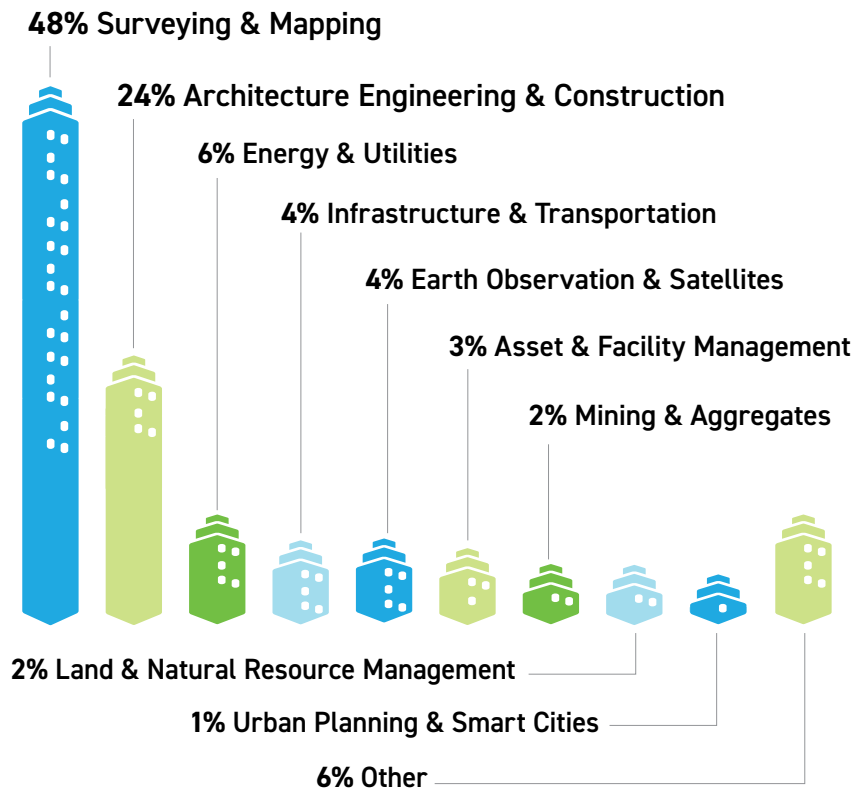 48% Surveying & Mapping
24% Architecture Engineering & Construction
6% Energy & Utilities
4% Infrastructure & Transportation
4% Earth Observation & Satellites
3% Asset & Facility Management
2% Mining & Aggregates
2% Land & Natural Resource Management
1% Urban Planning & Smart Cities
6% Other